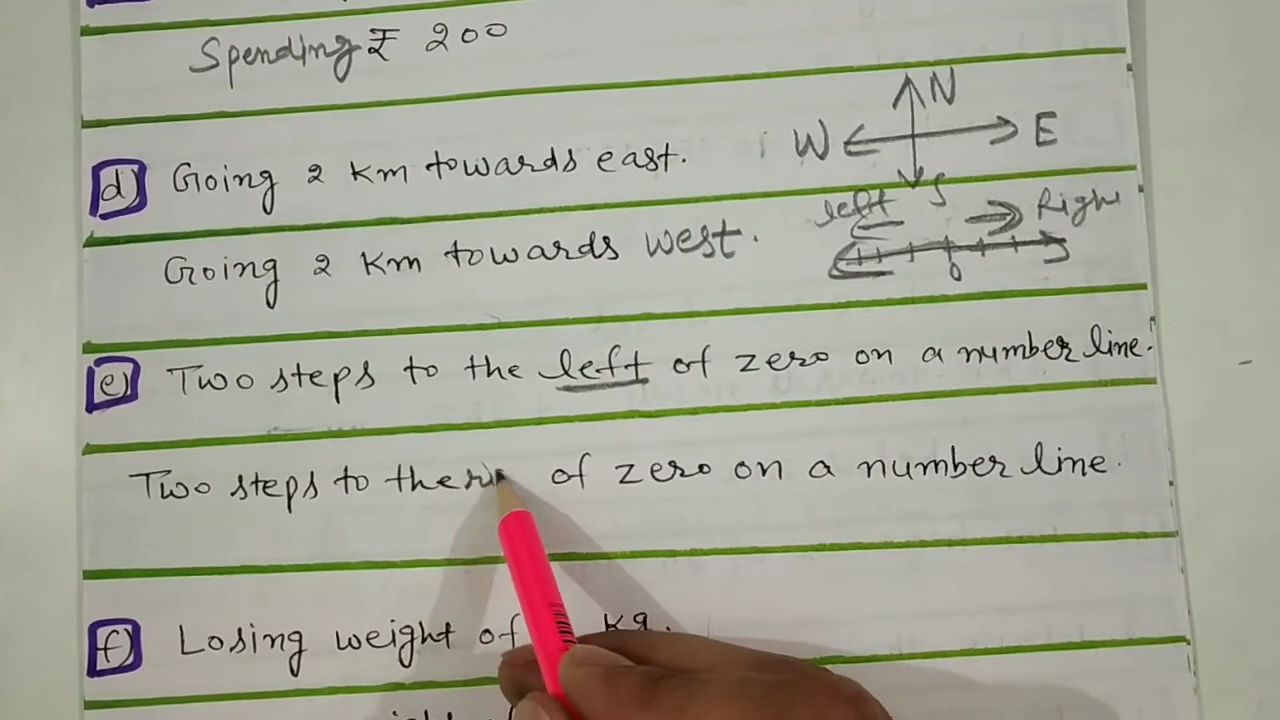 Spending ₹ 200
N
W E
d) Going 2 km towards east.
S
left Right
Going 2 km towards west.
0
e) Two steps to the left of zero on a number line.
Two steps to the of zero on a number line.
f) Losing weight of kg.